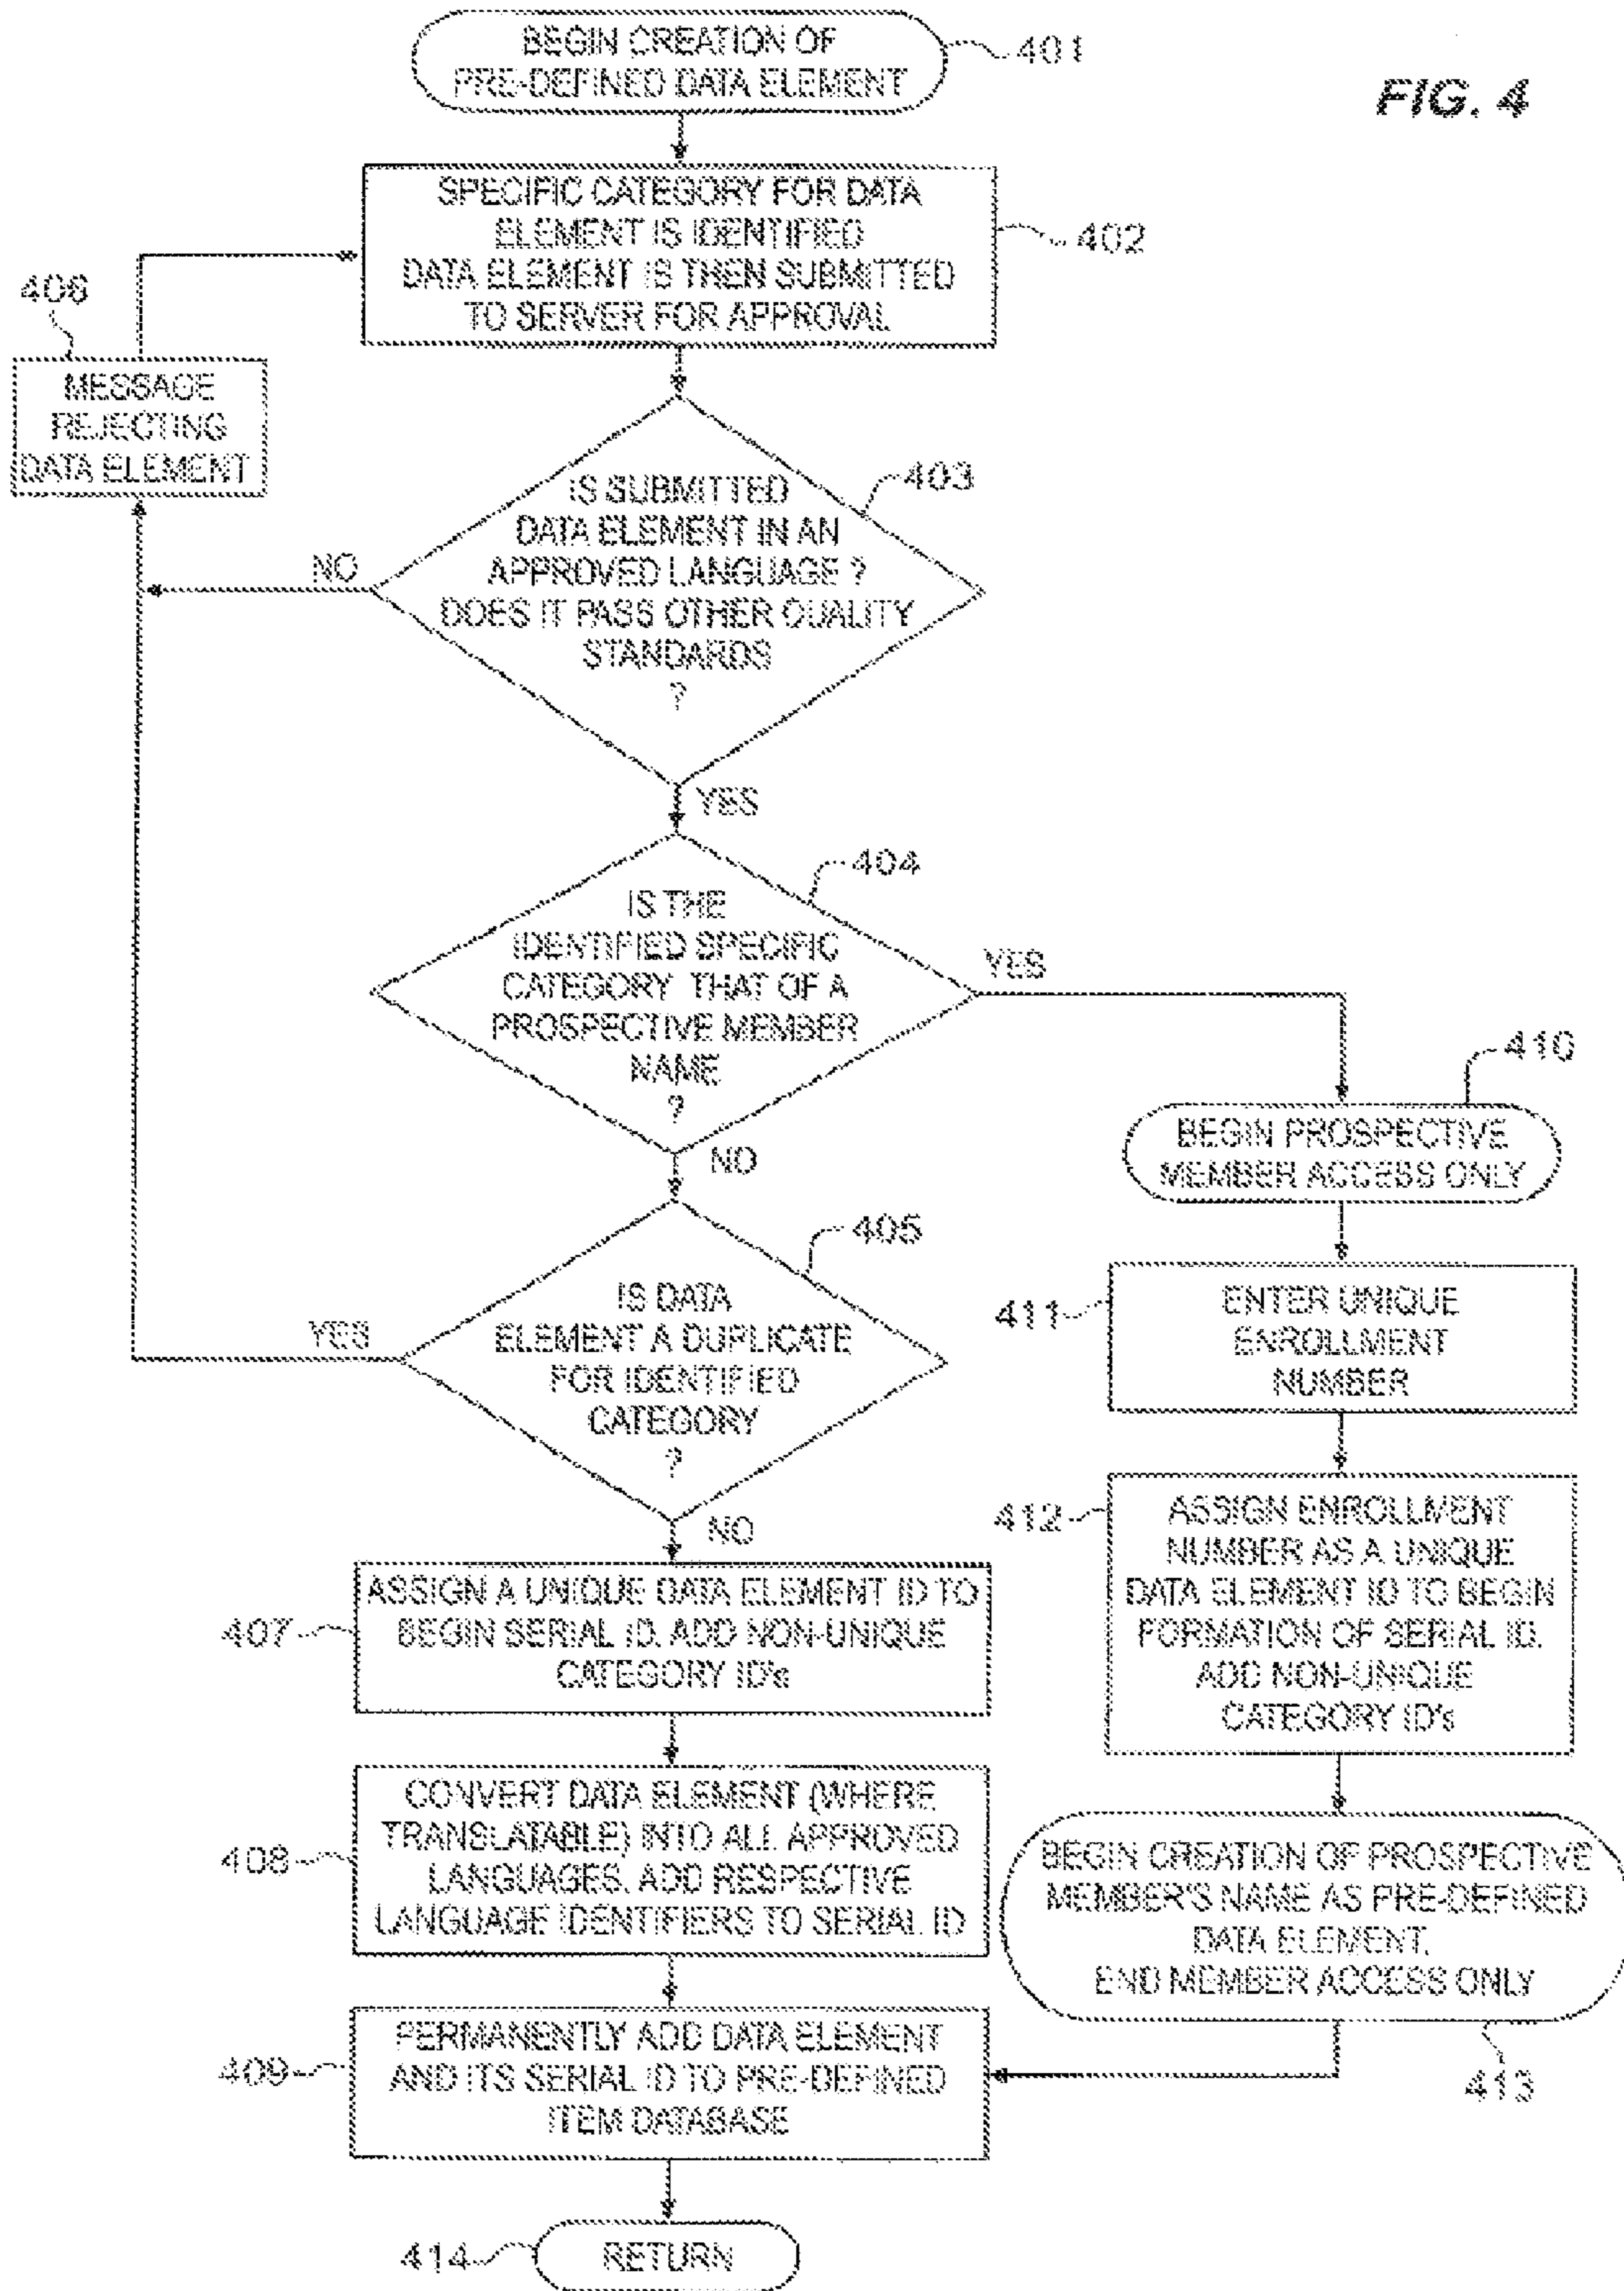 BEGIN CREATION OF
PRE-DEFINED DATA ELEMENT
401
FIG. 4
SPECIFIC CATEGORY FOR DATA
ELEMENT IS IDENTIFIED
DATA ELEMENT IS THEN SUBMITTED
TO SERVER FOR APPROVAL
402
406
MESSAGE
REJECTING
DATA ELEMENT
IS SUBMITTED
DATA ELEMENT IN AN
APPROVED LANGUAGE ?
DOES IT PASS OTHER QUALITY
STANDARDS
?
403
NO
YES
IS THE
IDENTIFIED SPECIFIC
CATEGORY THAT OF A
PROSPECTIVE MEMBER
NAME
?
404
YES
NO
410
BEGIN PROSPECTIVE
MEMBER ACCESS ONLY
IS DATA
ELEMENT A DUPLICATE
FOR IDENTIFIED
CATEGORY
?
405
YES
NO
411
ENTER UNIQUE
ENROLLMENT
NUMBER
412
ASSIGN ENROLLMENT
NUMBER AS A UNIQUE
DATA ELEMENT ID TO BEGIN
FORMATION OF SERIAL ID.
ADD NON-UNIQUE
CATEGORY ID's
407
ASSIGN A UNIQUE DATA ELEMENT ID TO
BEGIN SERIAL ID. ADD NON-UNIQUE
CATEGORY ID's
408
CONVERT DATA ELEMENT (WHERE
TRANSLATABLE) INTO ALL APPROVED
LANGUAGES. ADD RESPECTIVE
LANGUAGE IDENTIFIERS TO SERIAL ID
BEGIN CREATION OF PROSPECTIVE
MEMBER'S NAME AS PRE-DEFINED
DATA ELEMENT.
END MEMBER ACCESS ONLY
413
409
PERMANENTLY ADD DATA ELEMENT
AND ITS SERIAL ID TO PRE-DEFINED
ITEM DATABASE
414
RETURN